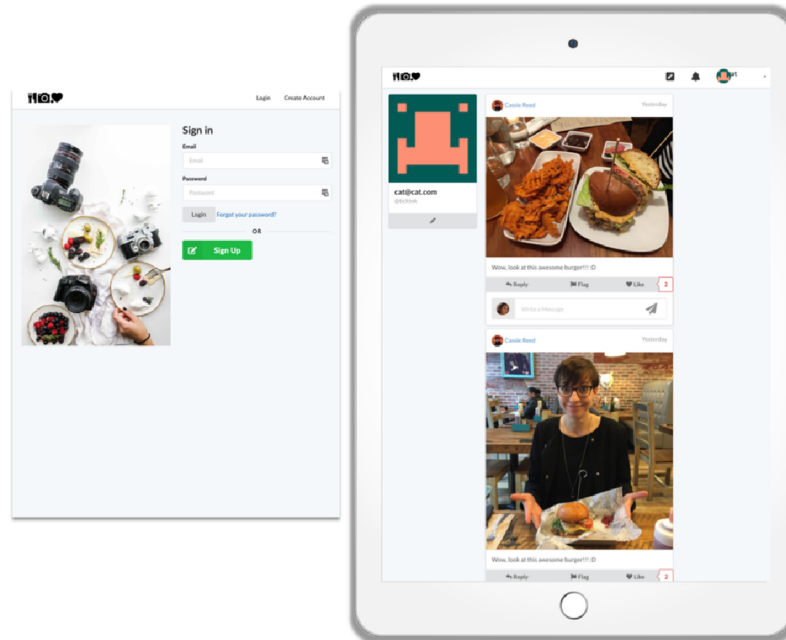 Login Create Account
Sign in
Email
Email
Password
Password
Login Forgot your password?
OR
Sign Up
cat
cat@cat.com
Cassie Reed Yesterday
Wow, look at this awesome burger!!! :D
Reply Flag Like 2
Write a message
Cassie Reed Yesterday
Wow, look at this awesome burger!!! :D
Reply Flag Like 2